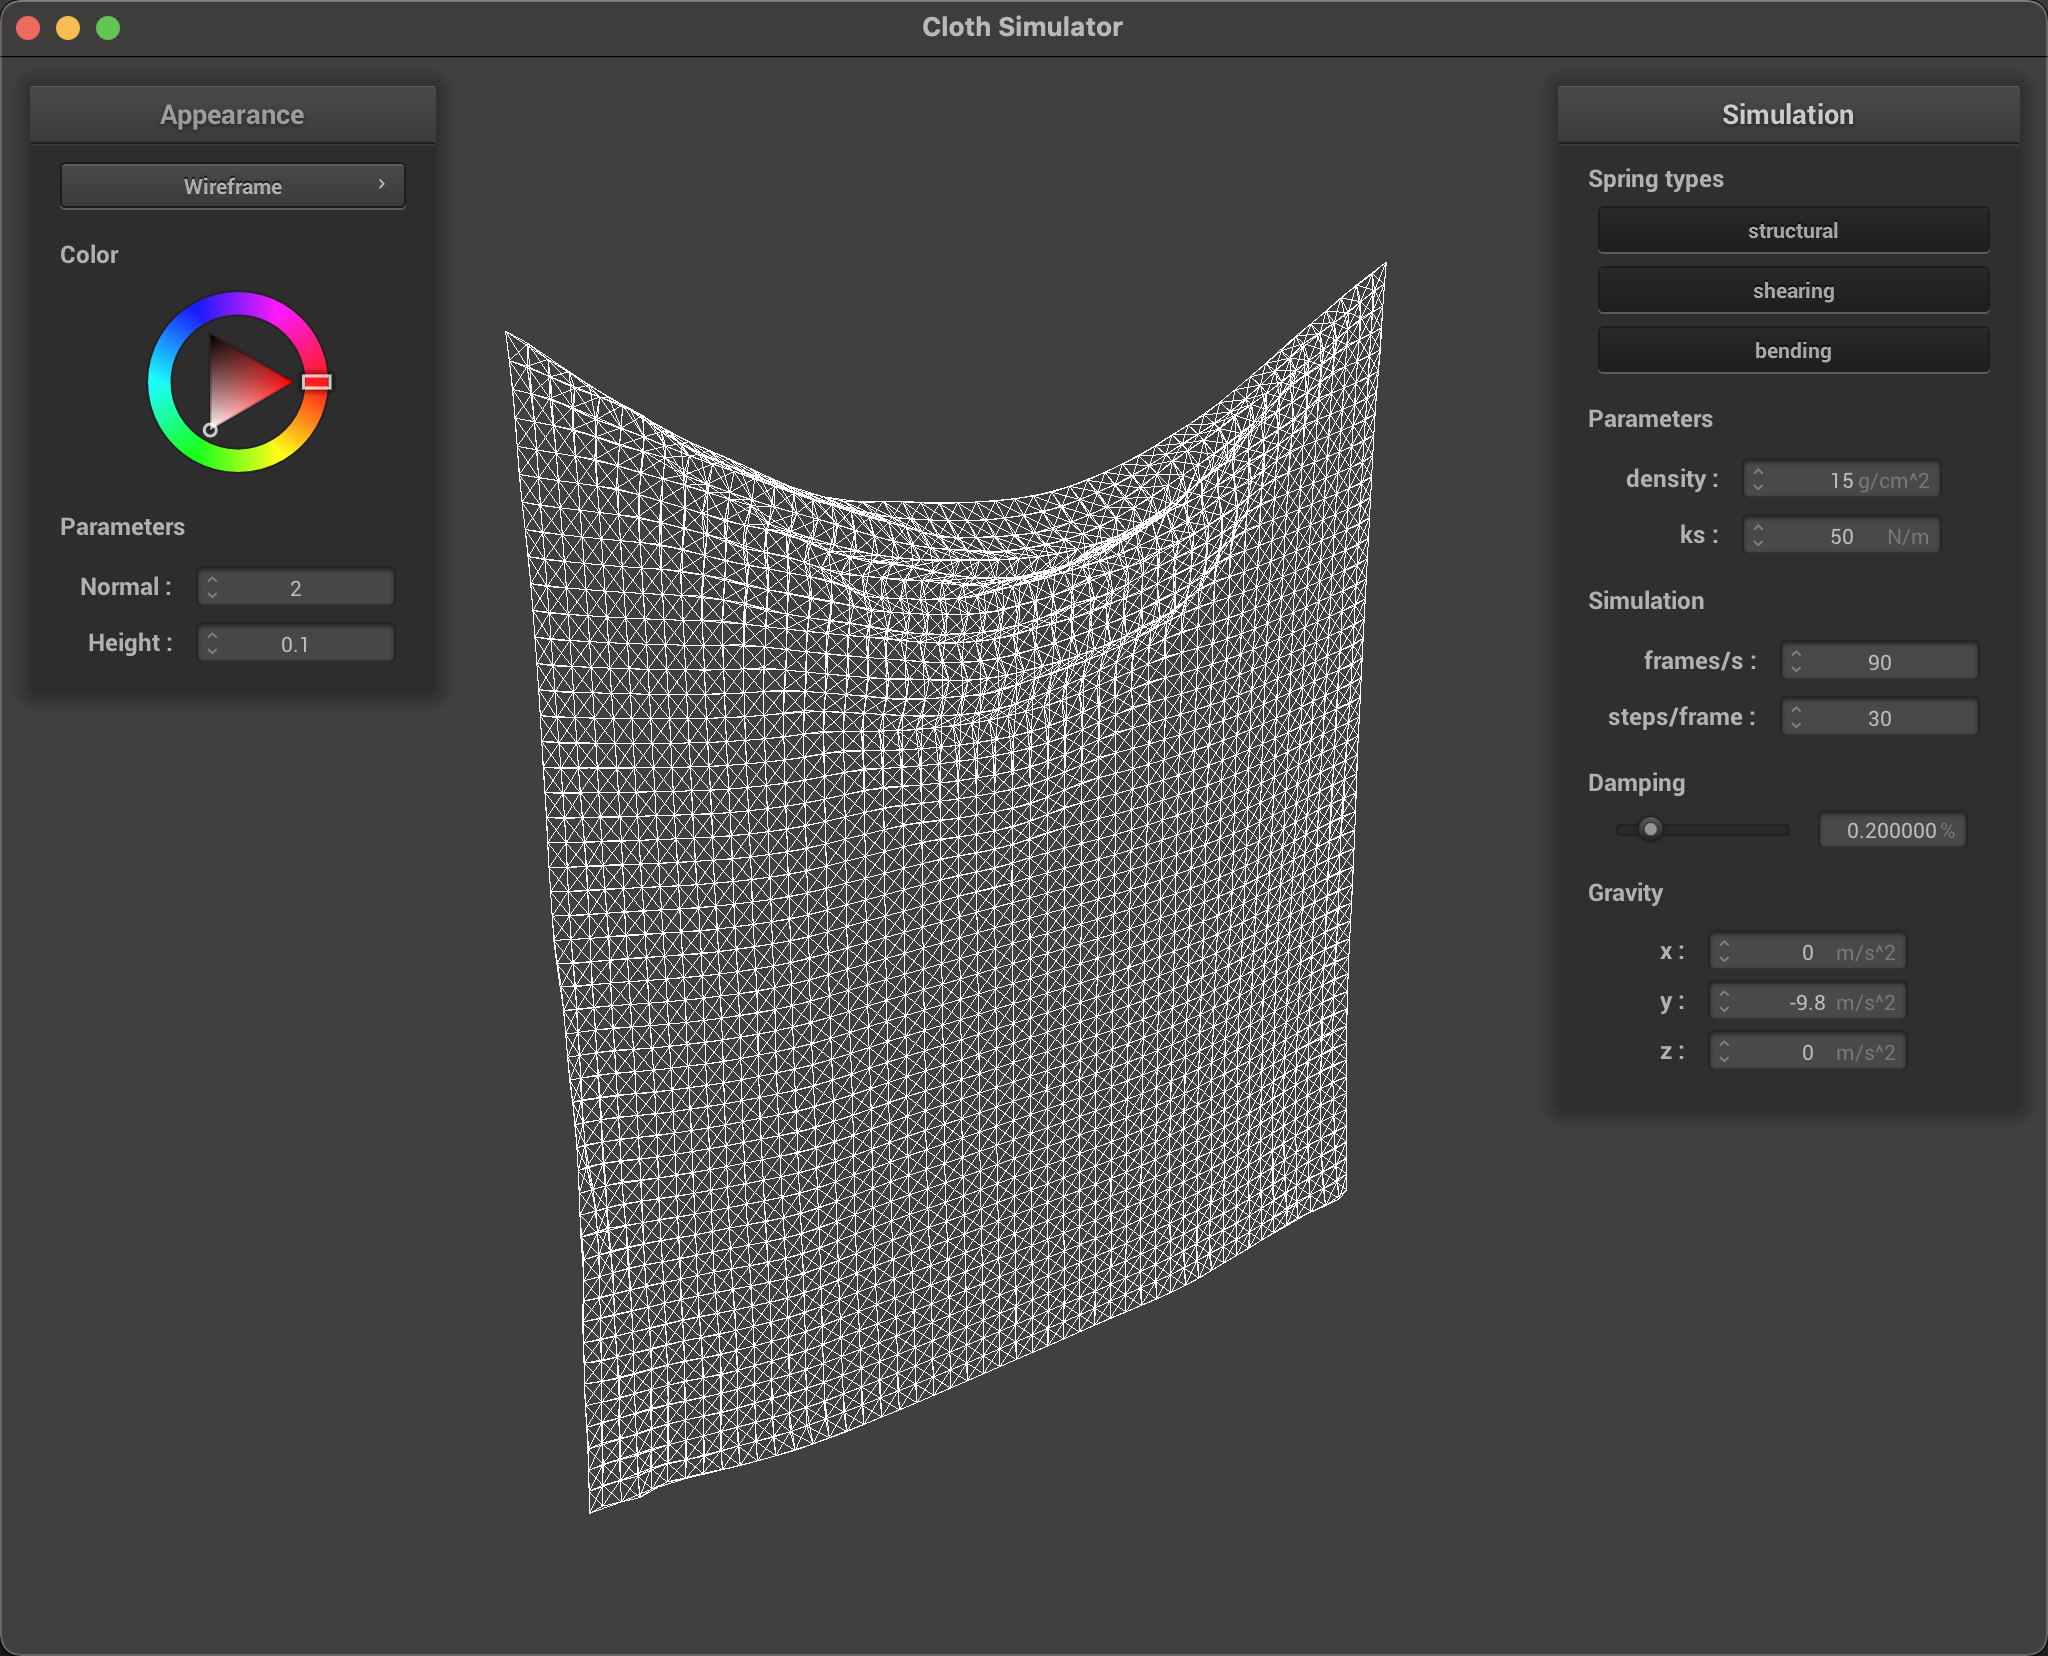 Cloth Simulator
Appearance
Wireframe
Color
Parameters
Normal : 2
Height : 0.1
Simulation
Spring types
structural
shearing
bending
Parameters
density : 15 g/cm^2
ks : 50 N/m
Simulation
frames/s : 90
steps/frame : 30
Damping
0.200000 %
Gravity
x : 0 m/s^2
y : -9.8 m/s^2
z : 0 m/s^2